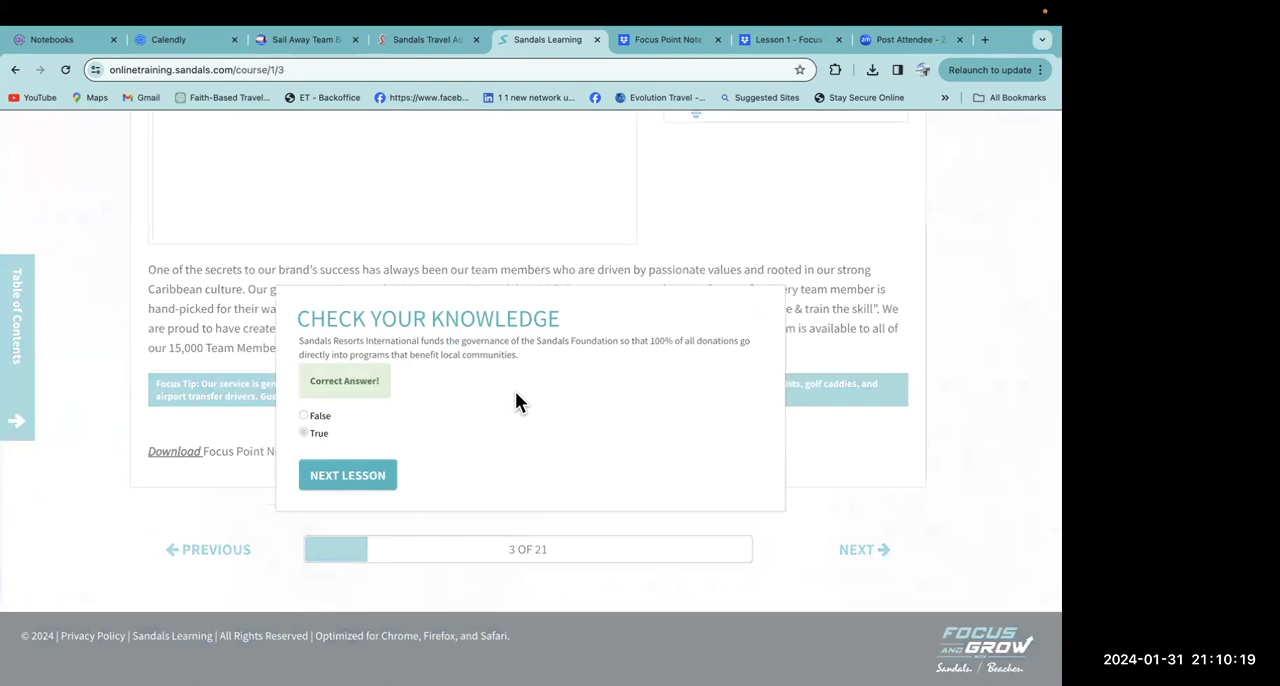 Notebooks
Calendly
Sail Away Team B
Sandals Travel Ad
Sandals Learning
Focus Point Note
Lesson 1 - Focus
Post Attendee - Z
onlinetraining.sandals.com/course/1/3
Relaunch to update
YouTube
Maps
Gmail
Faith-Based Travel...
ET - Backoffice
https://www.faceb...
1 1 new network u...
Evolution Travel -...
Suggested Sites
Stay Secure Online
»
All Bookmarks
Table of Contents
One of the secrets to our brand's success has always been our team members who are driven by passionate values and rooted in our strong
Caribbean culture. Our g
ery team member is
hand-picked for their wa
e & train the skill". We
are proud to have create
m is available to all of
our 15,000 Team Membe
Focus Tip: Our service is gen
ists, golf caddies, and
airport transfer drivers. Gue
CHECK YOUR KNOWLEDGE
Sandals Resorts International funds the governance of the Sandals Foundation so that 100% of all donations go
directly into programs that benefit local communities.
Correct Answer!
False
True
NEXT LESSON
Download Focus Point N
PREVIOUS
3 OF 21
NEXT
© 2024 | Privacy Policy | Sandals Learning | All Rights Reserved | Optimized for Chrome, Firefox, and Safari.
FOCUS
AND GROW
WITH
Sandals / Beaches
2024-01-31 21:10:19